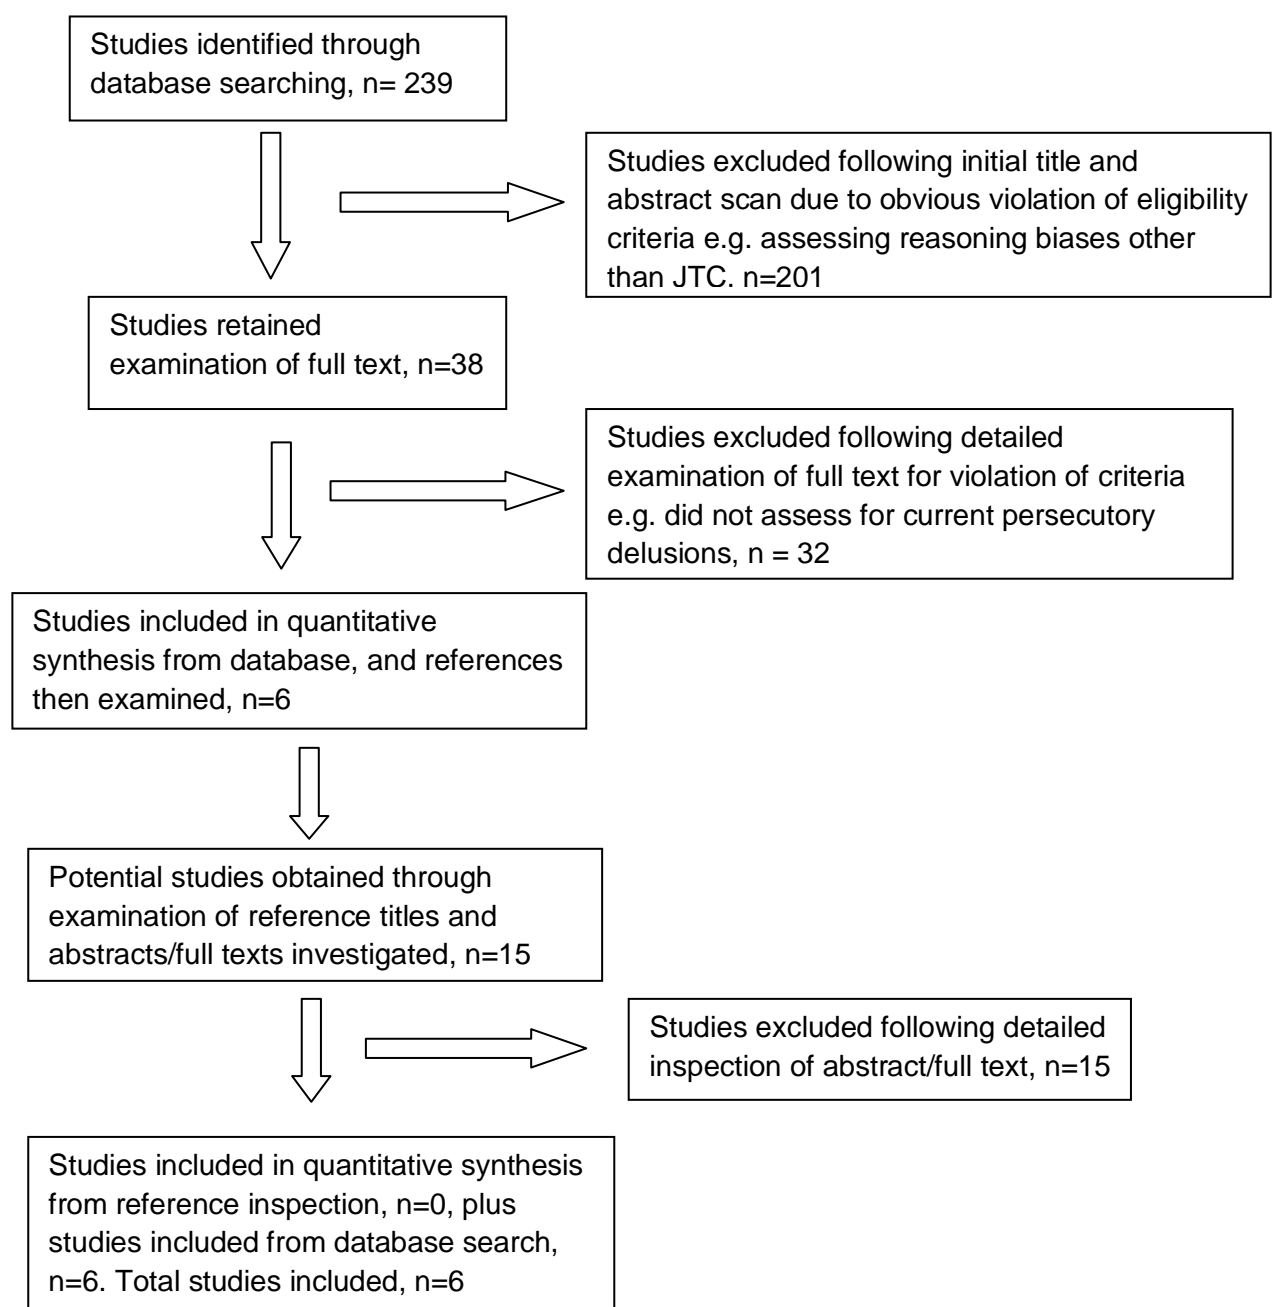 Studies identified through
database searching, n= 239
Studies excluded following initial title and
abstract scan due to obvious violation of eligibility
criteria e.g. assessing reasoning biases other
than JTC. n=201
Studies retained
examination of full text, n=38
Studies excluded following detailed
examination of full text for violation of criteria
e.g. did not assess for current persecutory
delusions, n = 32
Studies included in quantitative
synthesis from database, and references
then examined, n=6
Potential studies obtained through
examination of reference titles and
abstracts/full texts investigated, n=15
Studies excluded following detailed
inspection of abstract/full text, n=15
Studies included in quantitative synthesis
from reference inspection, n=0, plus
studies included from database search,
n=6. Total studies included, n=6